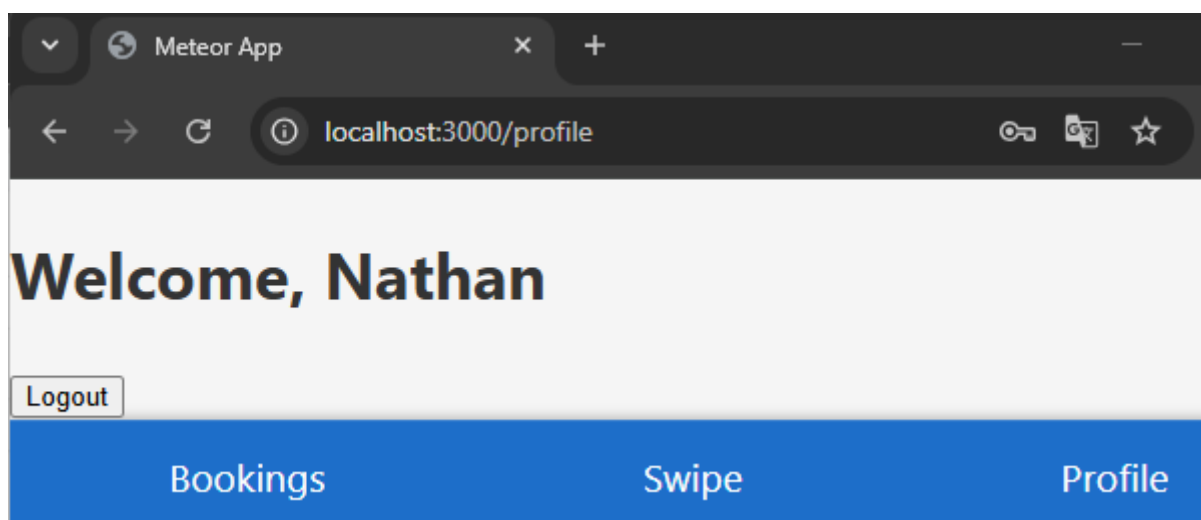 Meteor App
localhost:3000/profile
Welcome, Nathan
Logout
Bookings Swipe Profile